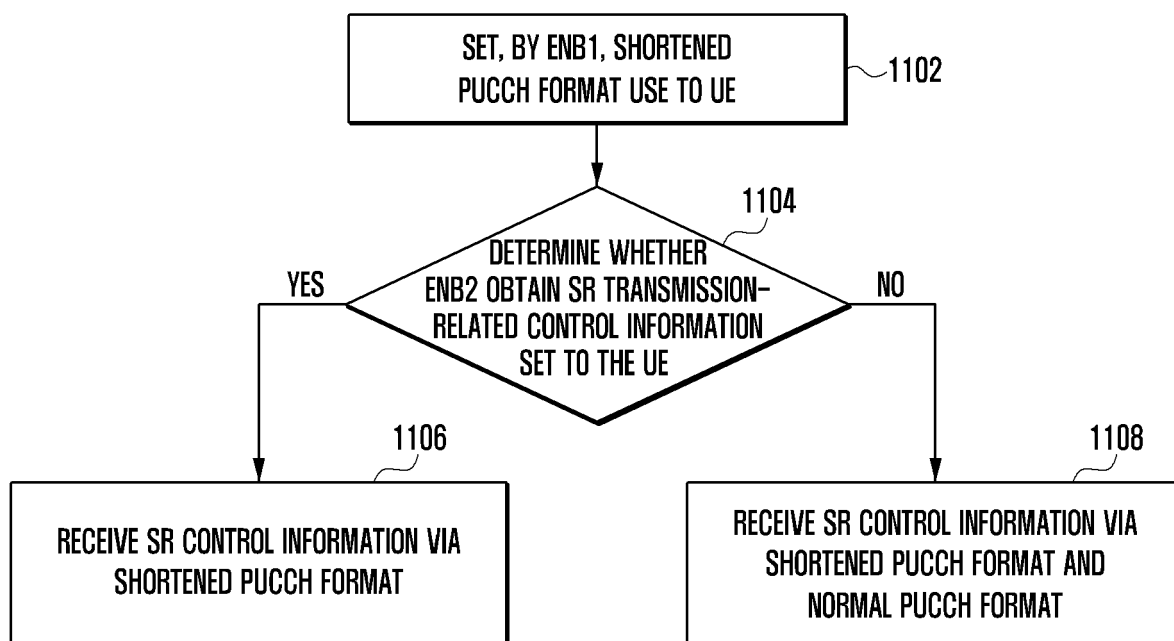 SET, BY ENB1, SHORTENED
PUCCH FORMAT USE TO UE
1102
1104
DETERMINE WHETHER
ENB2 OBTAIN SR TRANSMISSION-
RELATED CONTROL INFORMATION
SET TO THE UE
YES
NO
1106
RECEIVE SR CONTROL INFORMATION VIA
SHORTENED PUCCH FORMAT
1108
RECEIVE SR CONTROL INFORMATION VIA
SHORTENED PUCCH FORMAT AND
NORMAL PUCCH FORMAT